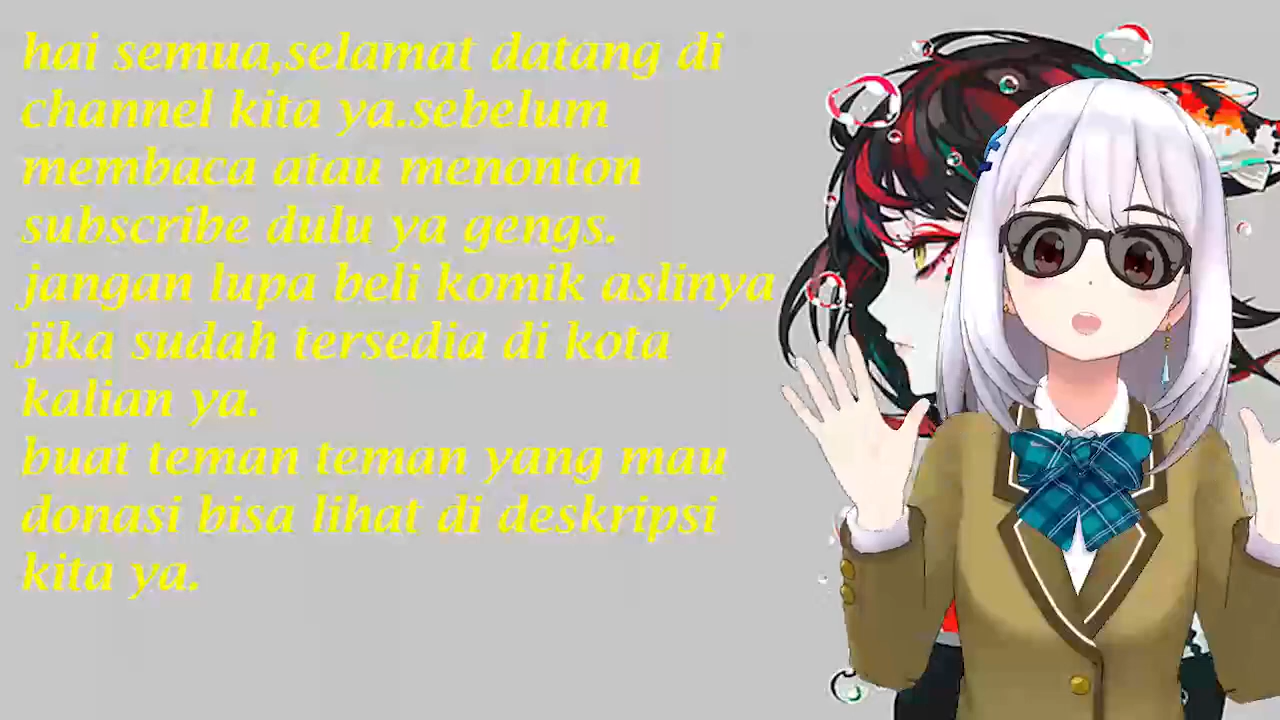 hai semua,selamat datang di
channel kita ya.sebelum
membaca atau menonton
subscribe dulu ya gengs.
jangan lupa beli komik aslinya
jika sudah tersedia di kota
kalian ya.
buat teman teman yang mau
donasi bisa lihat di deskripsi
kita ya.